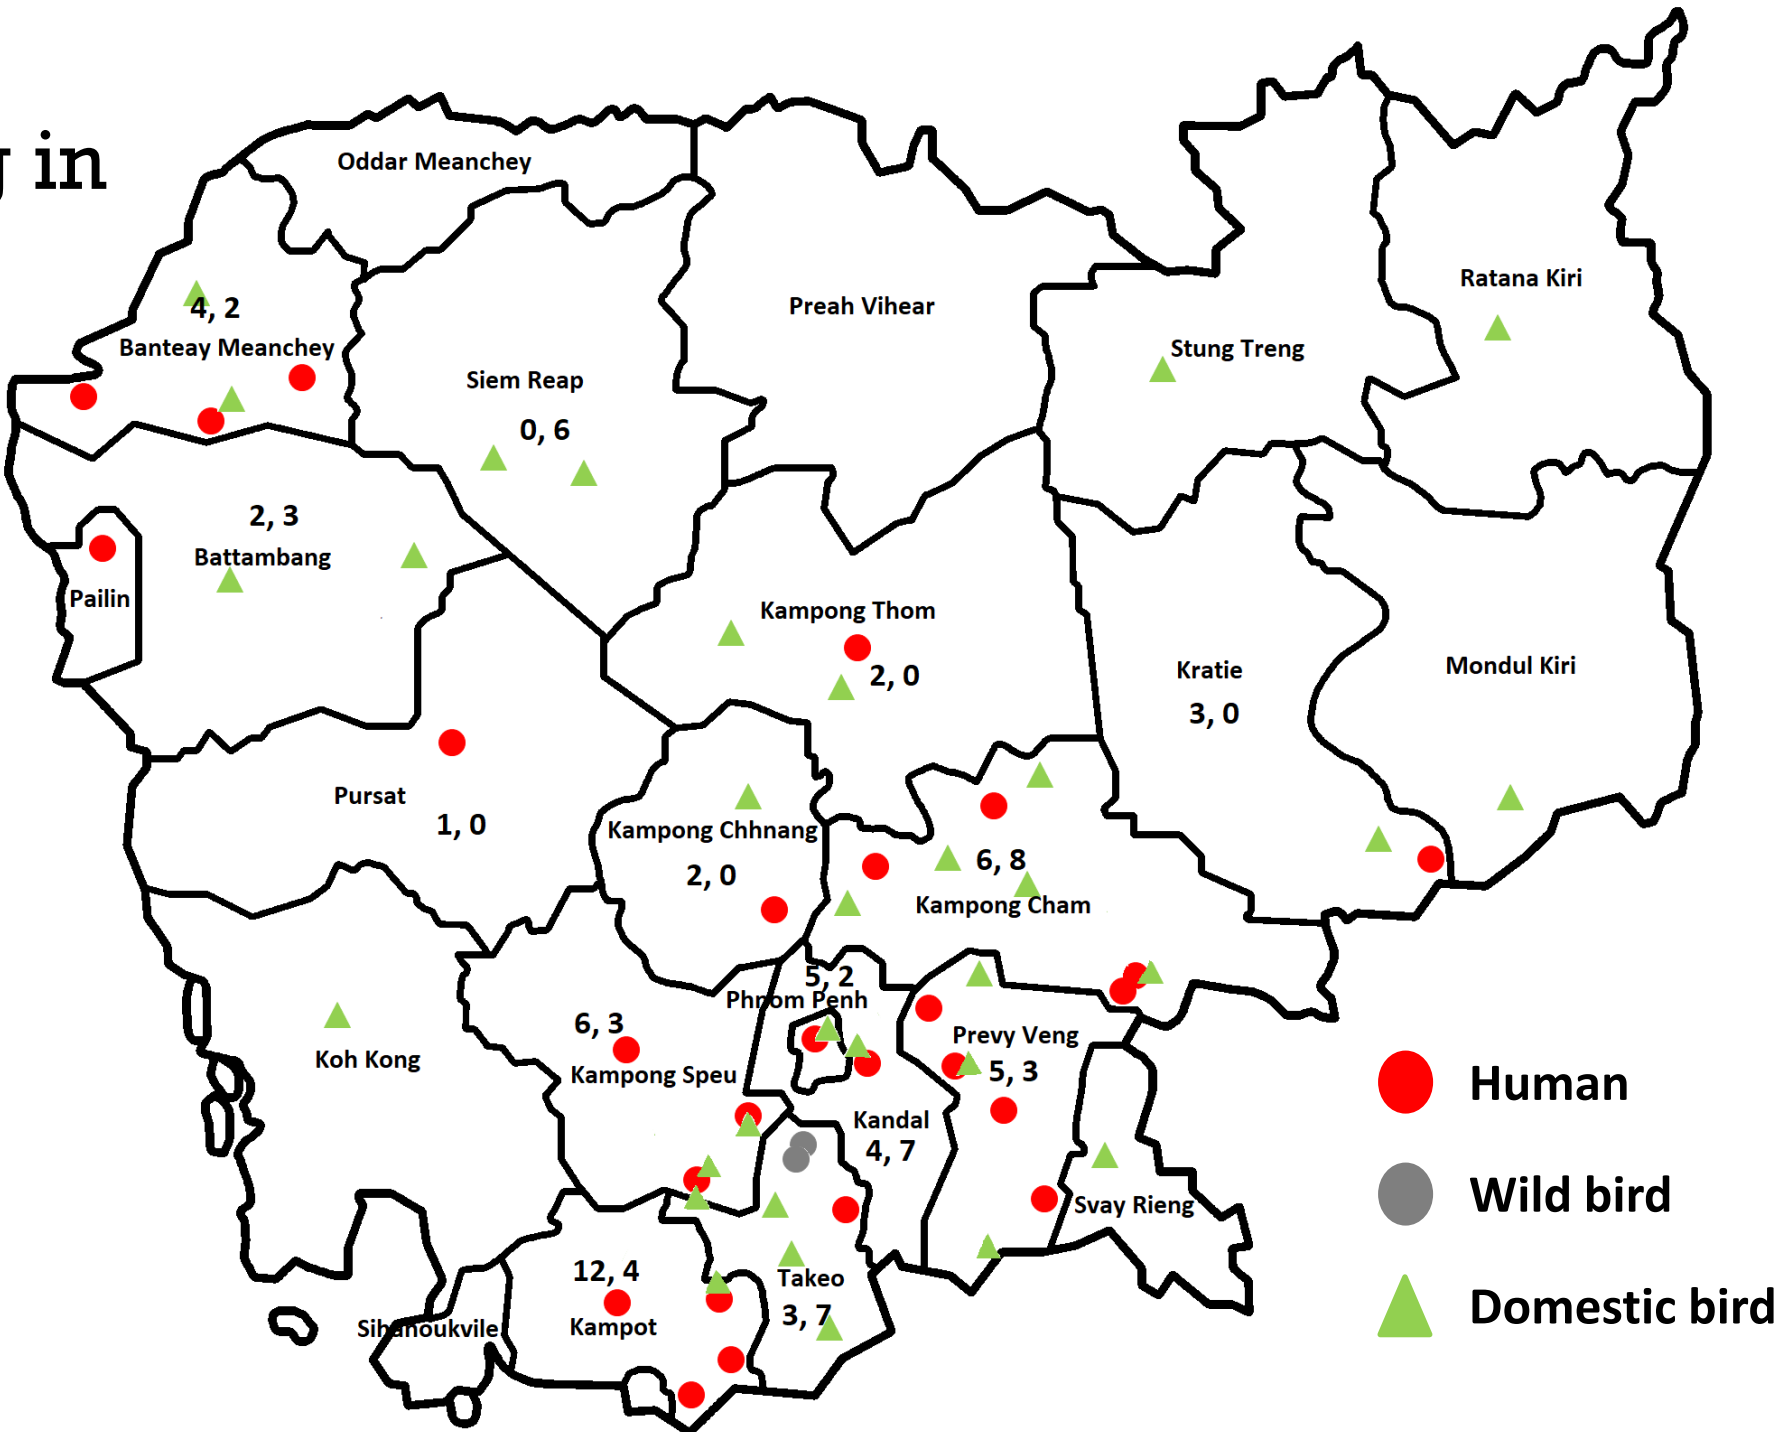 in
Oddar Meanchey
4, 2
Banteay Meanchey
Siem Reap
0, 6
Preah Vihear
Stung Treng
Ratana Kiri
2, 3
Battambang
Pailin
Kampong Thom
2, 0
Kratie
3, 0
Mondul Kiri
Pursat
1, 0
Kampong Chhnang
2, 0
6, 8
Kampong Cham
5, 2
Phnom Penh
6, 3
Kampong Speu
Koh Kong
Prevy Veng
5, 3
Kandal
4, 7
Svay Rieng
12, 4
Kampot
Takeo
3, 7
Sihanoukvile
Human
Wild bird
Domestic bird